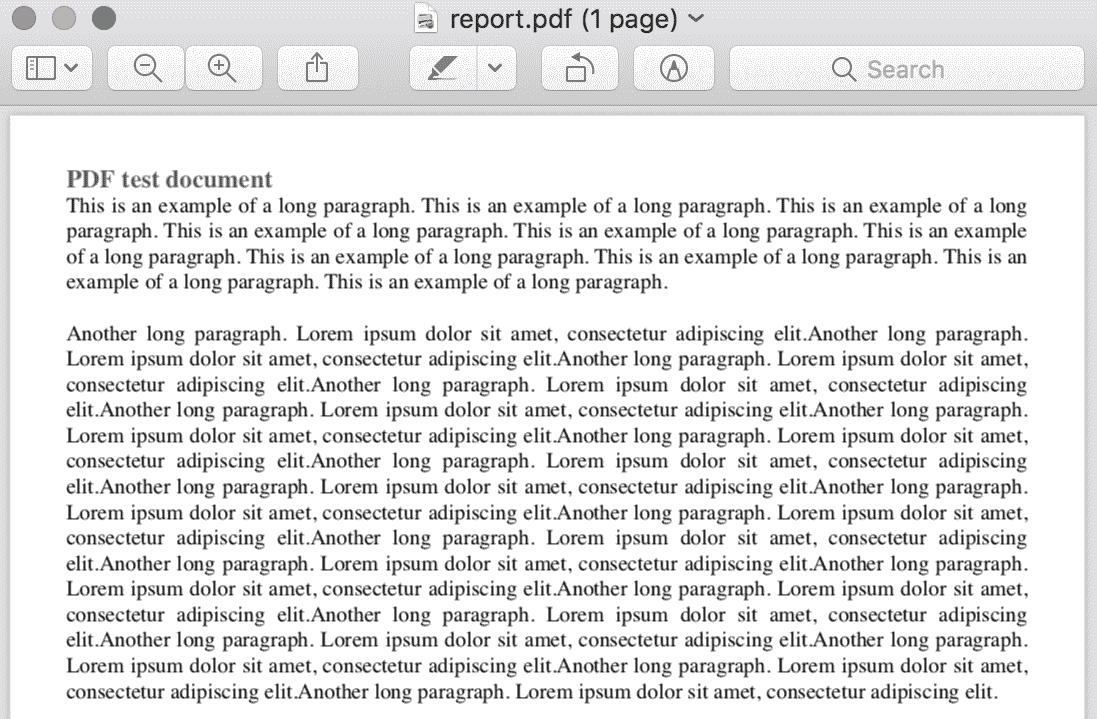 report.pdf (1 page)
Search
PDF test document
This is an example of a long paragraph. This is an example of a long paragraph. This is an example of a long
paragraph. This is an example of a long paragraph. This is an example of a long paragraph. This is an example
of a long paragraph. This is an example of a long paragraph. This is an example of a long paragraph. This is an
example of a long paragraph. This is an example of a long paragraph.
Another long paragraph. Lorem ipsum dolor sit amet, consectetur adipiscing elit.Another long paragraph.
Lorem ipsum dolor sit amet, consectetur adipiscing elit.Another long paragraph. Lorem ipsum dolor sit amet,
consectetur adipiscing elit.Another long paragraph. Lorem ipsum dolor sit amet, consectetur adipiscing
elit.Another long paragraph. Lorem ipsum dolor sit amet, consectetur adipiscing elit.Another long paragraph.
Lorem ipsum dolor sit amet, consectetur adipiscing elit.Another long paragraph. Lorem ipsum dolor sit amet,
consectetur adipiscing elit.Another long paragraph. Lorem ipsum dolor sit amet, consectetur adipiscing
elit.Another long paragraph. Lorem ipsum dolor sit amet, consectetur adipiscing elit.Another long paragraph.
Lorem ipsum dolor sit amet, consectetur adipiscing elit.Another long paragraph. Lorem ipsum dolor sit amet,
consectetur adipiscing elit.Another long paragraph. Lorem ipsum dolor sit amet, consectetur adipiscing
elit.Another long paragraph. Lorem ipsum dolor sit amet, consectetur adipiscing elit.Another long paragraph.
Lorem ipsum dolor sit amet, consectetur adipiscing elit.Another long paragraph. Lorem ipsum dolor sit amet,
consectetur adipiscing elit.Another long paragraph. Lorem ipsum dolor sit amet, consectetur adipiscing
elit.Another long paragraph. Lorem ipsum dolor sit amet, consectetur adipiscing elit.Another long paragraph.
Lorem ipsum dolor sit amet, consectetur adipiscing elit.Another long paragraph. Lorem ipsum dolor sit amet,
consectetur adipiscing elit.Another long paragraph. Lorem ipsum dolor sit amet, consectetur adipiscing elit.